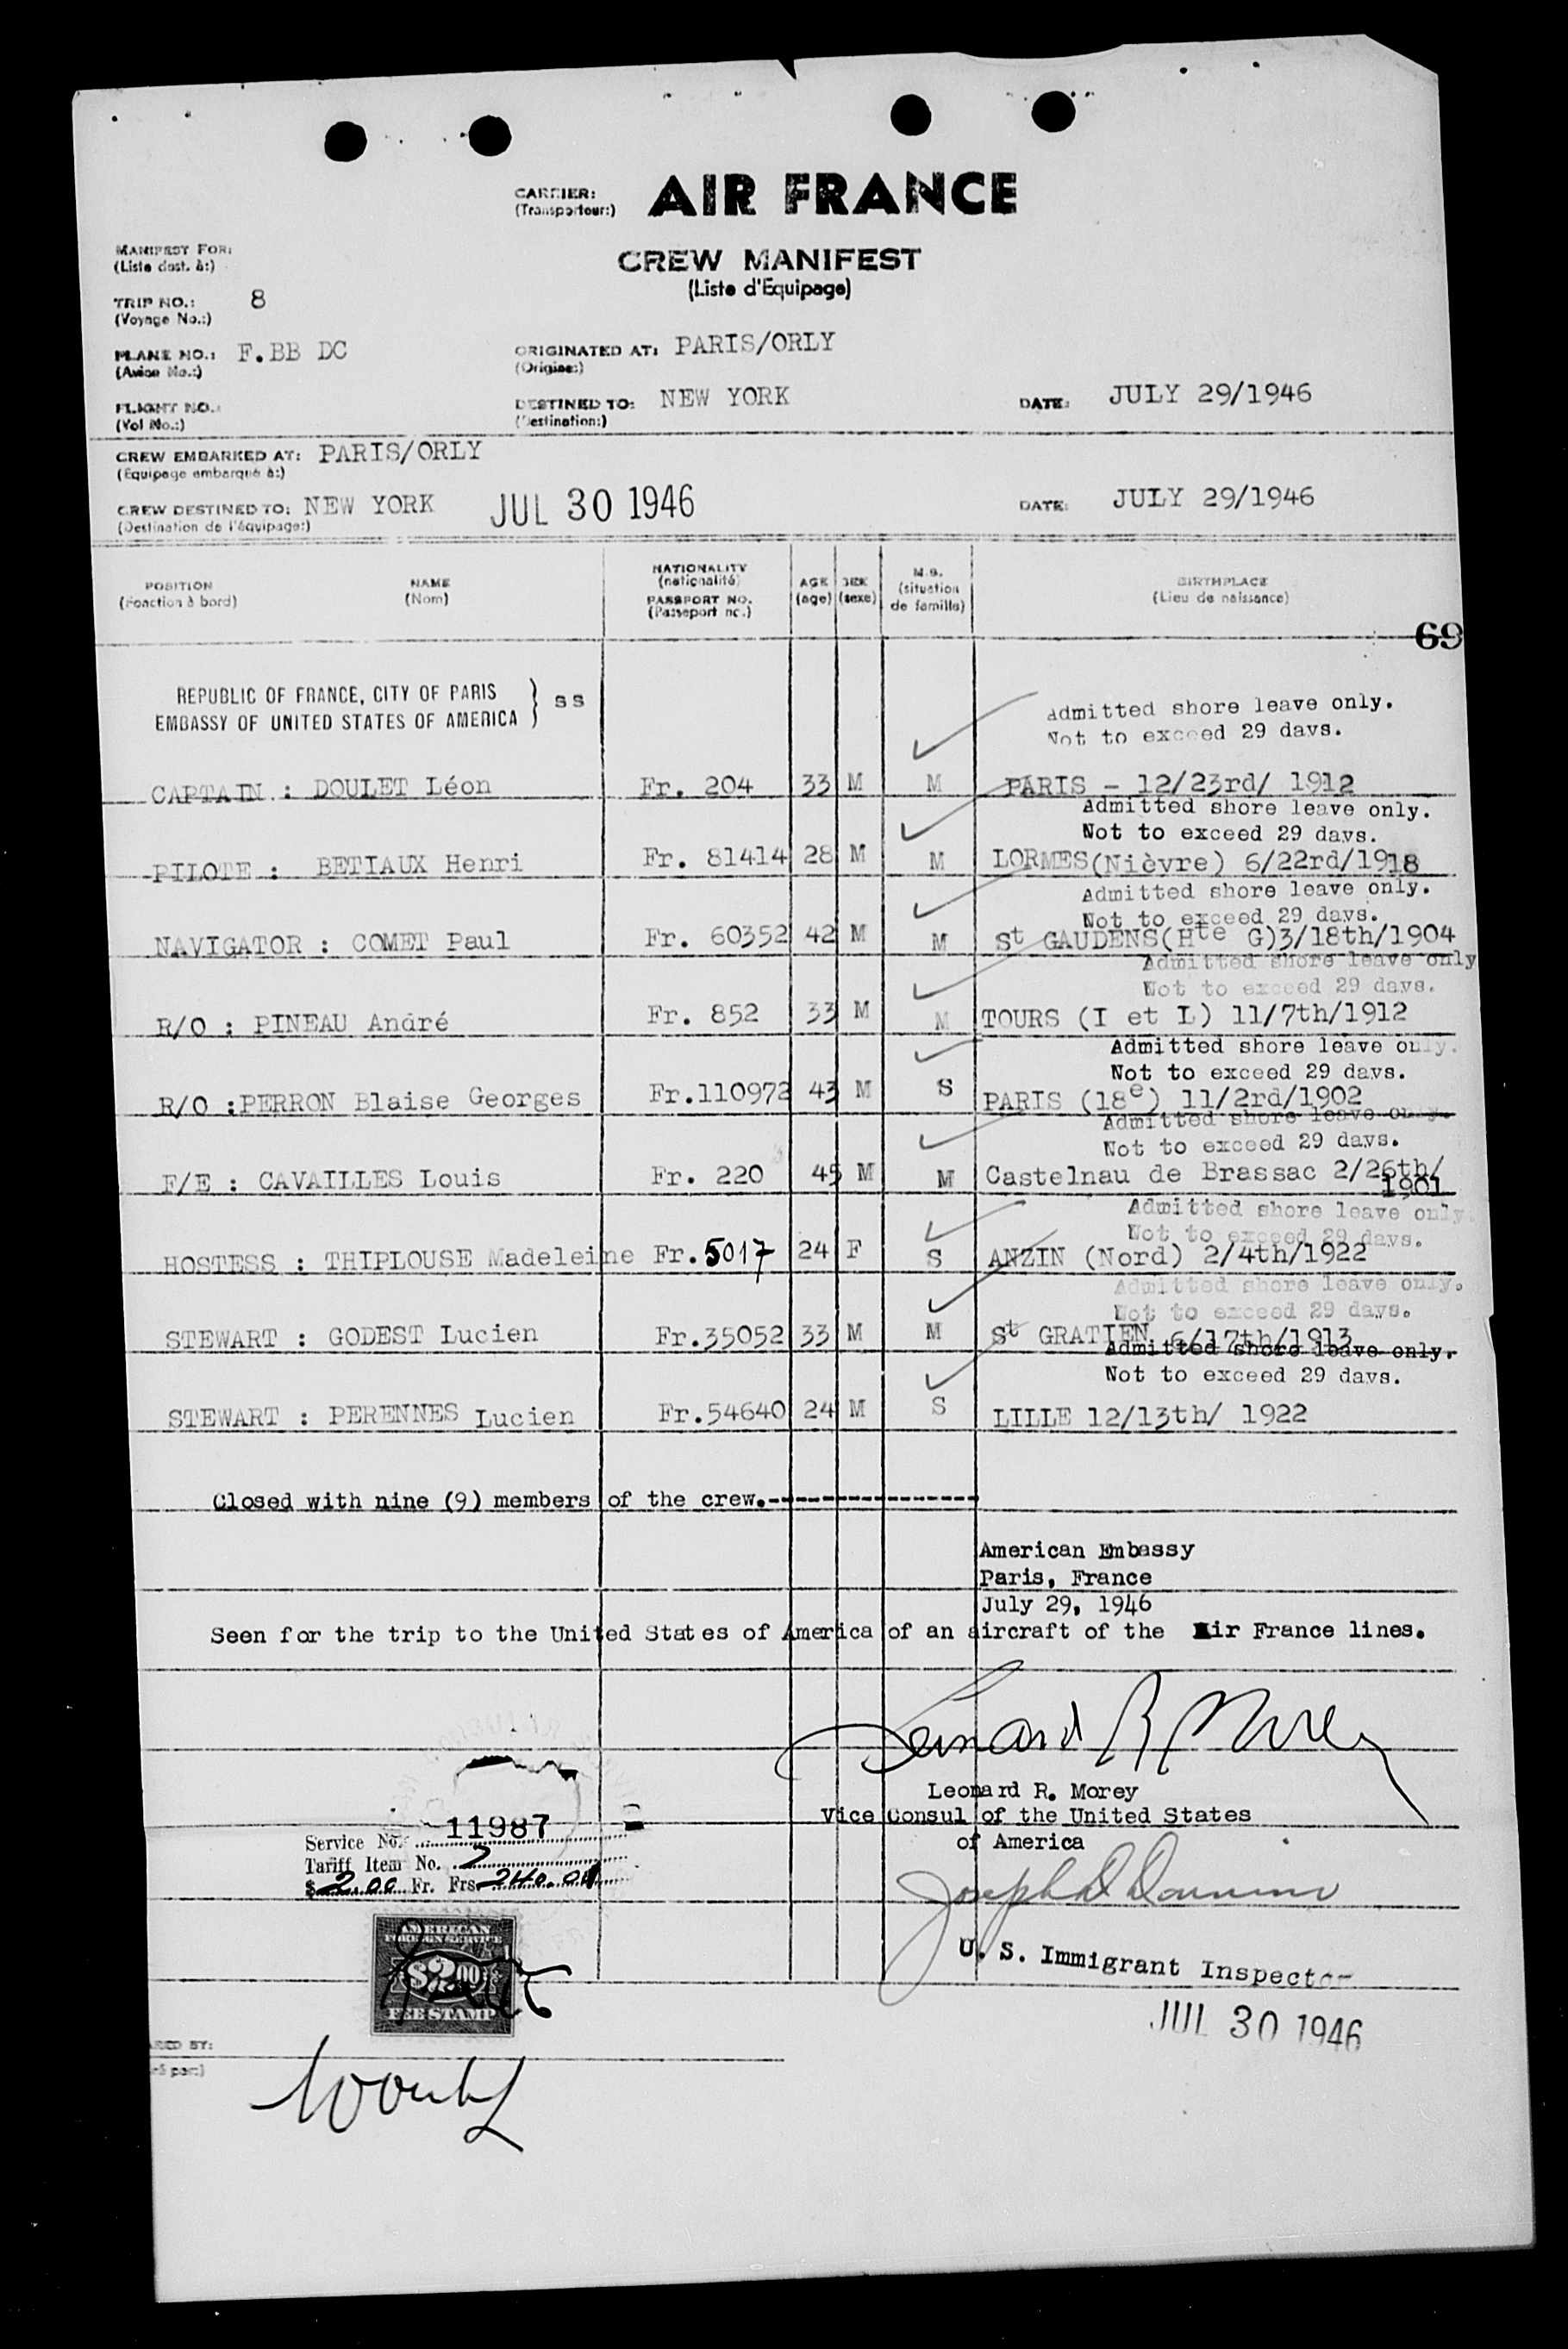 CARRIER: AIR FRANCE
(Transporteur:)
MANIFEST FOR:
(Liste dest. à:)
CREW MANIFEST
(Liste d'Equipage)
TRIP NO.: 8
(Voyage No.:)
PLANE NO.: F.BB DC
(Avion No.:)
ORIGINATED AT: PARIS/ORLY
(Origine:)
FLIGHT NO.:
(Vol No.:)
DESTINED TO: NEW YORK
(Destination:)
DATE: JULY 29/1946
CREW EMBARKED AT: PARIS/ORLY
(Equipage embarqué à:)
CREW DESTINED TO: NEW YORK JUL 30 1946 DATE: JULY 29/1946
(Destination de l'équipage:)
POSITION
(Fonction à bord)
NAME
(Nom)
NATIONALITY
(nationalité)
PASSPORT NO.
(Passeport no.)
AGE
(age)
SEX
(sexe)
M.S.
(situation
de famille)
BIRTHPLACE
(Lieu de naissance)
69
REPUBLIC OF FRANCE, CITY OF PARIS
EMBASSY OF UNITED STATES OF AMERICA } SS
Admitted shore leave only.
Not to exceed 29 days.
CAPTAIN : DOULET Léon Fr. 204 33 M M PARIS - 12/23rd/ 1912
Admitted shore leave only.
Not to exceed 29 days.
PILOTE : BETIAUX Henri Fr. 81414 28 M M LORMES(Nièvre) 6/22rd/1918
Admitted shore leave only.
Not to exceed 29 days.
NAVIGATOR : COMET Paul Fr. 60352 42 M M St GAUDENS(Hte G)3/18th/1904
Admitted shore leave only
Not to exceed 29 days.
R/O : PINEAU André Fr. 852 33 M M TOURS (I et L) 11/7th/1912
Admitted shore leave only.
Not to exceed 29 days.
R/O :PERRON Blaise Georges Fr.110972 43 M S PARIS (18e) 11/2rd/1902
Admitted shore leave only.
Not to exceed 29 days.
F/E : CAVAILLES Louis Fr. 220 45 M M Castelnau de Brassac 2/26th/
1901
Admitted shore leave only
Not to exceed 29 days.
HOSTESS : THIPLOUSE Madeleine Fr.5017 24 F S ANZIN (Nord) 2/4th/1922
Admitted shore leave only.
Not to exceed 29 days.
STEWART : GODEST Lucien Fr.35052 33 M M St GRATIEN 6/17th/1913
Admitted shore leave only.
Not to exceed 29 days.
STEWART : PERENNES Lucien Fr.54640 24 M S LILLE 12/13th/ 1922
Closed with nine (9) members of the crew.----------------
American Embassy
Paris, France
July 29, 1946
Seen for the trip to the United States of America of an aircraft of the Air France lines.
Leonard R Morey
Leonard R. Morey
Vice Consul of the United States
of America
Service No. 11987
Tariff Item No. 7
$ 2.00 Fr. Frs 240.00
U. S. Immigrant Inspector
AMERICAN
FOREIGN SERVICE
$2.00
FEE STAMP
JUL 30 1946